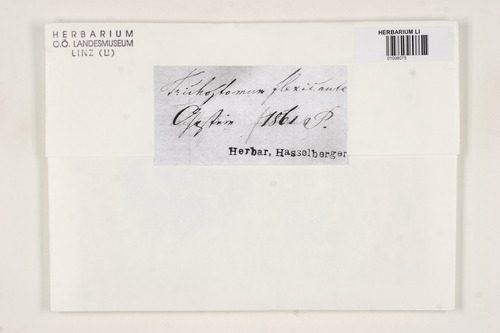 HERBARIUM
O.Ö. LANDESMUSEUM
LINZ (LI)
HERBARIUM LI
Trichostomum flexicaule
1861 P.
Herbar, Hasselberger